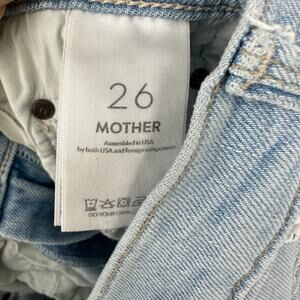 26
MOTHER
Assembled in USA
by both USA and foreign components
DO YOUR OWN